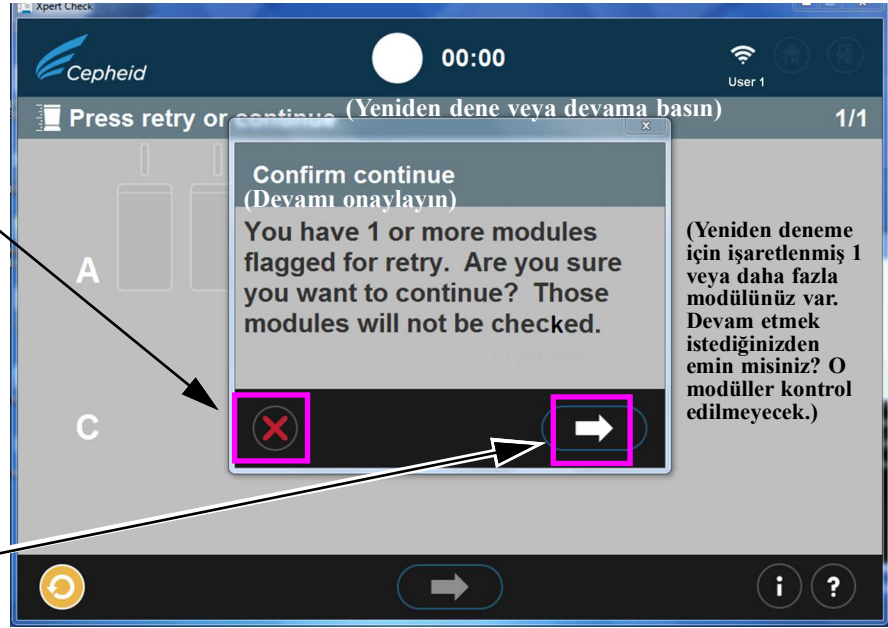 Xpert Check
Cepheid
00:00
User 1
Press retry or continue (Yeniden dene veya devama basın)
1/1
x
Confirm continue
(Devamı onaylayın)
You have 1 or more modules
flagged for retry. Are you sure
you want to continue? Those
modules will not be checked.
(Yeniden deneme
için işaretlenmiş 1
veya daha fazla
modülünüz var.
Devam etmek
istediğinizden
emin misiniz? O
modüller kontrol
edilmeyecek.)
A
C
i
?